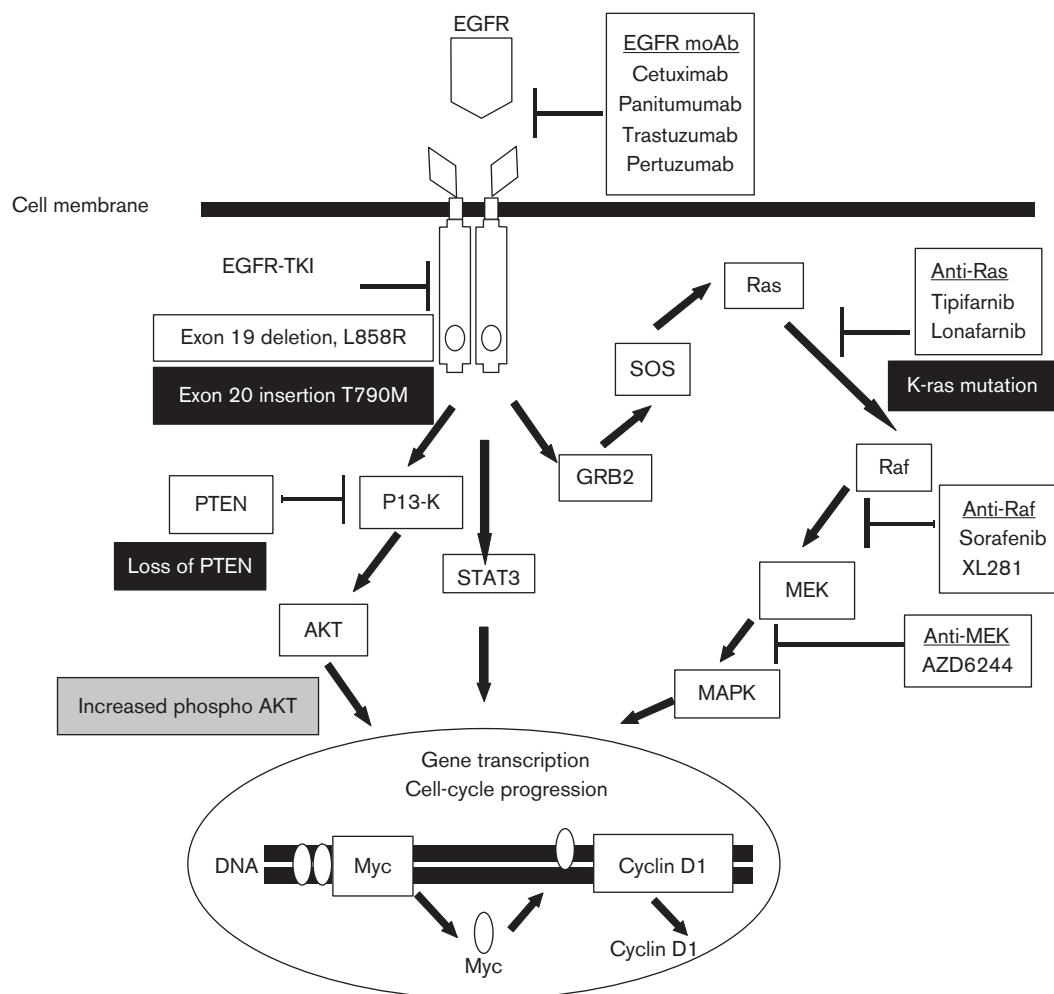 EGFR
EGFR moAb
Cetuximab
Panitumumab
Trastuzumab
Pertuzumab
Cell membrane
EGFR-TKI
Exon 19 deletion, L858R
Exon 20 insertion T790M
Ras
Anti-Ras
Tipifarnib
Lonafarnib
SOS
K-ras mutation
GRB2
Raf
PTEN
P13-K
Loss of PTEN
STAT3
Anti-Raf
Sorafenib
XL281
MEK
AKT
Anti-MEK
AZD6244
MAPK
Increased phospho AKT
Gene transcription
Cell-cycle progression
DNA
Myc
Cyclin D1
Myc
Cyclin D1